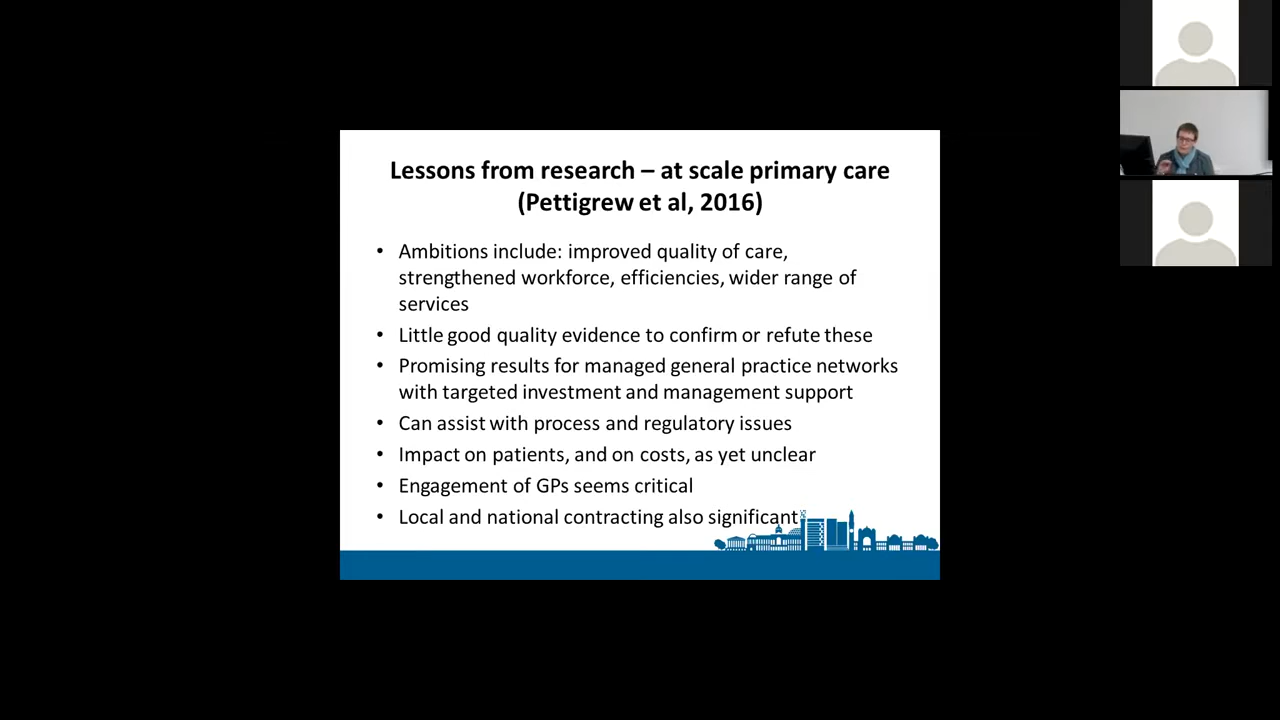 Lessons from research – at scale primary care
(Pettigrew et al, 2016)
• Ambitions include: improved quality of care,
strengthened workforce, efficiencies, wider range of
services
• Little good quality evidence to confirm or refute these
• Promising results for managed general practice networks
with targeted investment and management support
• Can assist with process and regulatory issues
• Impact on patients, and on costs, as yet unclear
• Engagement of GPs seems critical
• Local and national contracting also significant